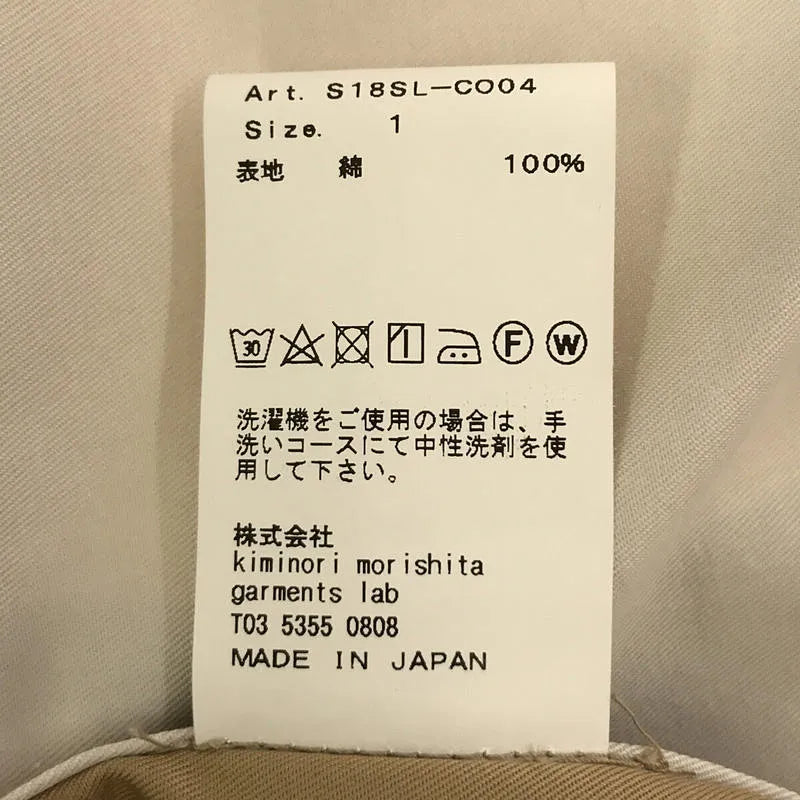 Art. S18SL-CO04
Size. 1
表地 綿 100%
30 F W
洗濯機をご使用の場合は、手
洗いコースにて中性洗剤を使
用して下さい。
株式会社
kiminori morishita
garments lab
T03 5355 0808
MADE IN JAPAN